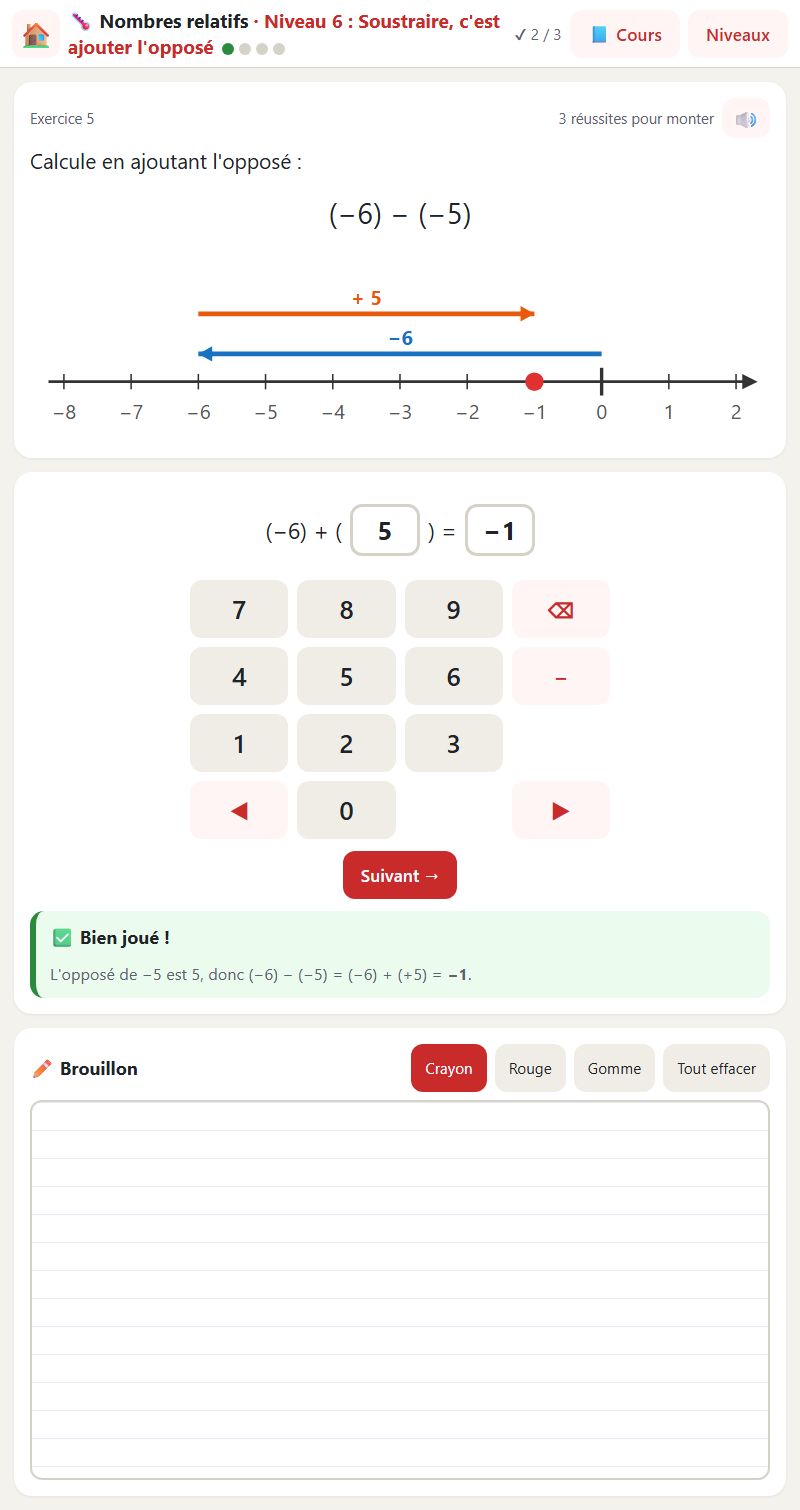 Nombres relatifs · Niveau 6 : Soustraire, c'est
ajouter l'opposé
✓ 2 / 3
Cours
Niveaux
Exercice 5
3 réussites pour monter
Calcule en ajoutant l'opposé :
(−6) − (−5)
+ 5
−6
−8 −7 −6 −5 −4 −3 −2 −1 0 1 2
(−6) + ( 5 ) = −1
7 8 9 ⌫
4 5 6 −
1 2 3
◀ 0 ▶
Suivant →
Bien joué !
L'opposé de −5 est 5, donc (−6) − (−5) = (−6) + (+5) = −1.
Brouillon
Crayon
Rouge
Gomme
Tout effacer